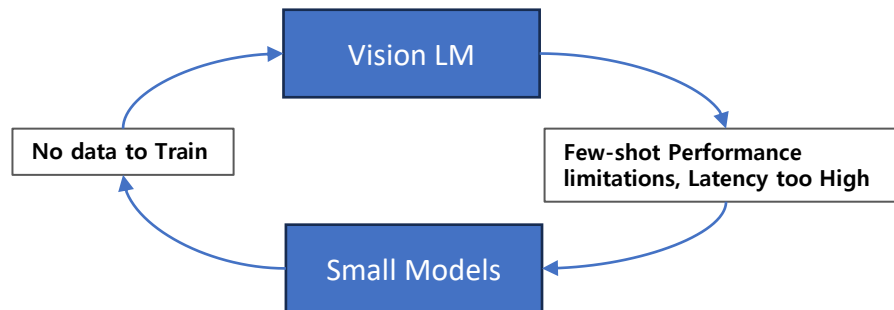 Vision LM
No data to Train
Few-shot Performance
limitations, Latency too High
Small Models